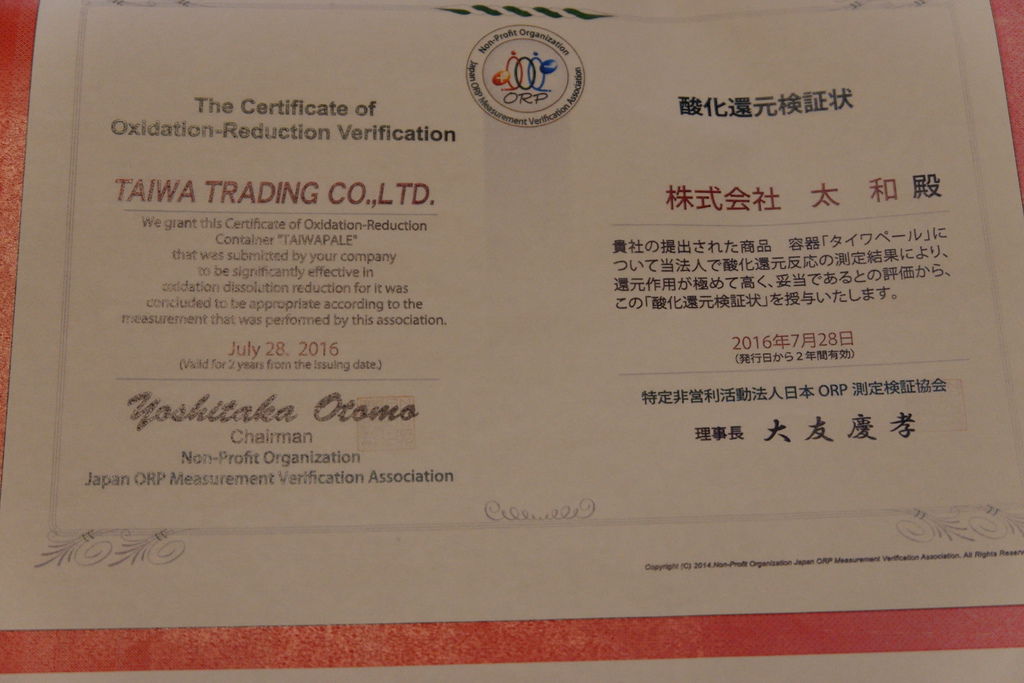 Non-Profit Organization
Japan ORP Measurement Verification Association
ORP
The Certificate of
Oxidation-Reduction Verification
TAIWA TRADING CO.,LTD.
We grant this Certificate of Oxidation-Reduction
Container "TAIWAPALE"
that was submitted by your company
to be significantly effective in
oxidation dissolution reduction for it was
concluded to be appropriate according to the
measurement that was performed by this association.
July 28, 2016
(Valid for 2 years from the issuing date.)
Yoshitaka Otomo
Chairman
Non-Profit Organization
Japan ORP Measurement Verification Association
酸化還元検証状
株式会社 太 和 殿
貴社の提出された商品 容器「タイワペール」に
ついて当法人で酸化還元反応の測定結果により、
還元作用が極めて高く、妥当であるとの評価から、
この「酸化還元検証状」を授与いたします。
2016年7月28日
(発行日から2年間有効)
特定非営利活動法人日本 ORP 測定検証協会
理事長 大友慶孝
Copyright (C) 2014.Non-Profit Organization Japan ORP Measurement Verification Association. All Rights